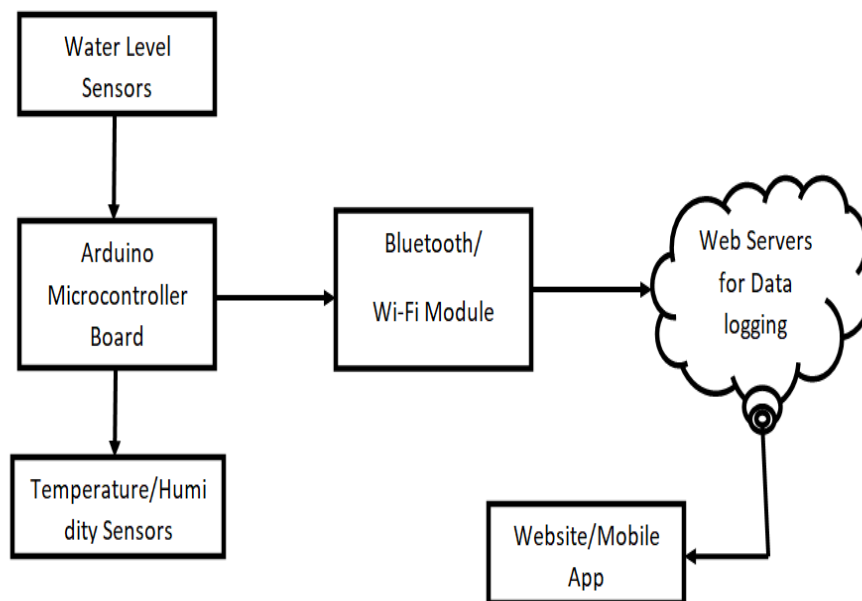 Water Level
Sensors
Arduino
Microcontroller
Board
Temperature/Humi
dity Sensors
Bluetooth/
Wi-Fi Module
Web Servers
for Data
logging
Website/Mobile
App